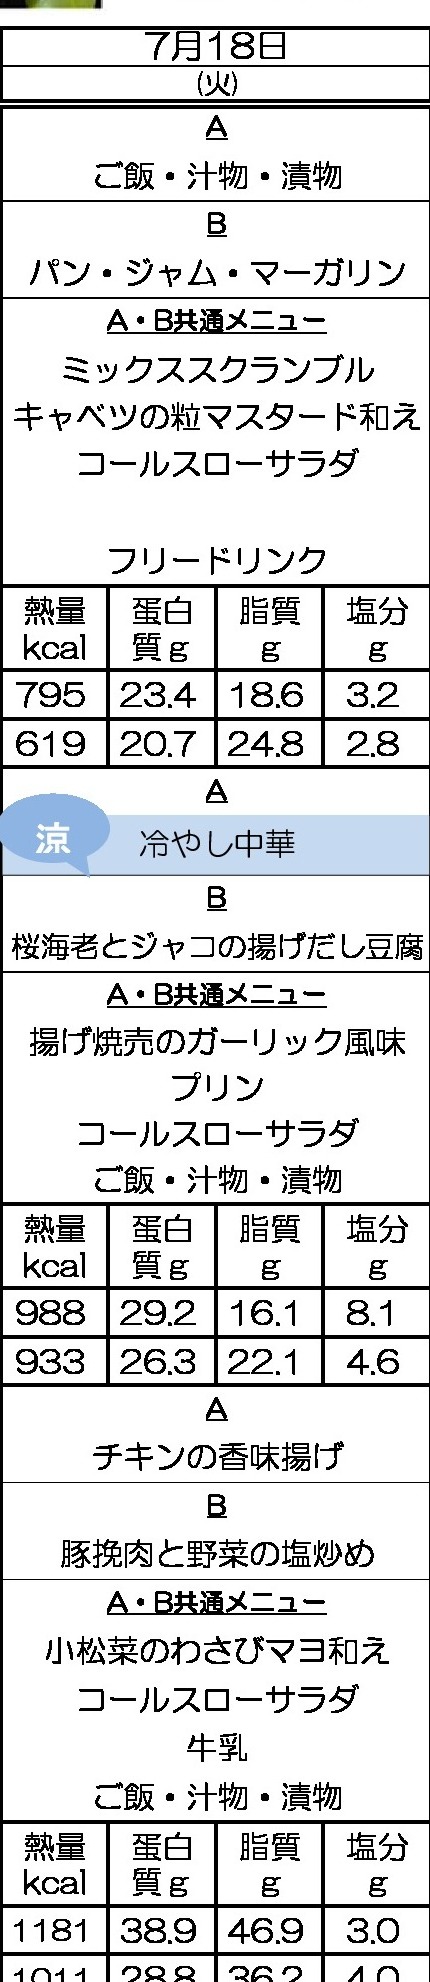 7月18日
(火)
A
ご飯・汁物・漬物
B
パン・ジャム・マーガリン
A・B共通メニュー
ミックススクランブル
キャベツの粒マスタード和え
コールスローサラダ
フリードリンク
熱量 蛋白 脂質 塩分
kcal 質g g g
795 23.4 18.6 3.2
619 20.7 24.8 2.8
A
涼 冷やし中華
B
桜海老とジャコの揚げだし豆腐
A・B共通メニュー
揚げ焼売のガーリック風味
プリン
コールスローサラダ
ご飯・汁物・漬物
熱量 蛋白 脂質 塩分
kcal 質g g g
988 29.2 16.1 8.1
933 26.3 22.1 4.6
A
チキンの香味揚げ
B
豚挽肉と野菜の塩炒め
A・B共通メニュー
小松菜のわさびマヨ和え
コールスローサラダ
牛乳
ご飯・汁物・漬物
熱量 蛋白 脂質 塩分
kcal 質g g g
1181 38.9 46.9 3.0
1011 28.8 36.2 4.0